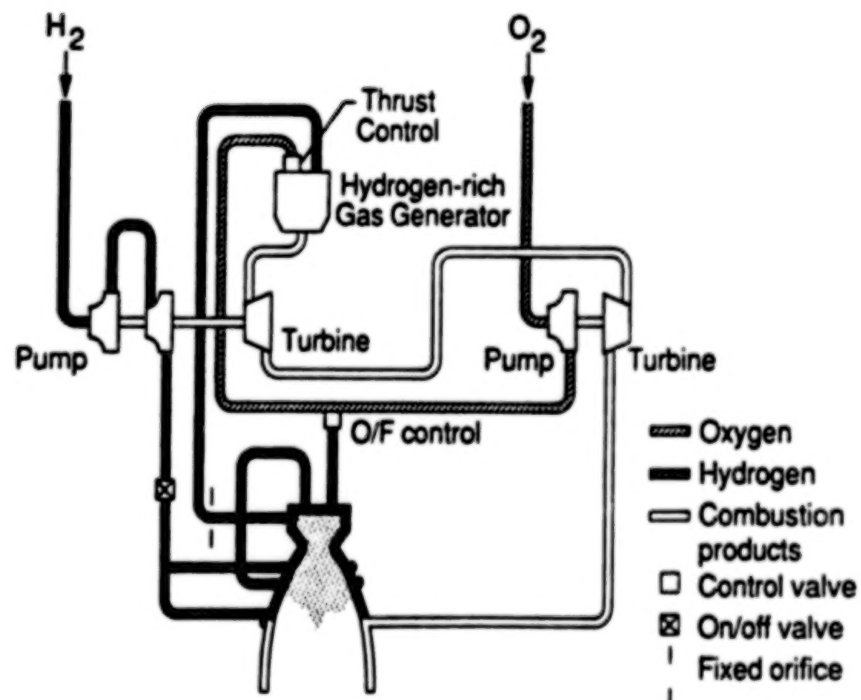 H2
O2
Thrust
Control
Hydrogen-rich
Gas Generator
Turbine
Pump
Pump
Turbine
O/F control
Oxygen
Hydrogen
Combustion
products
Control valve
On/off valve
Fixed orifice